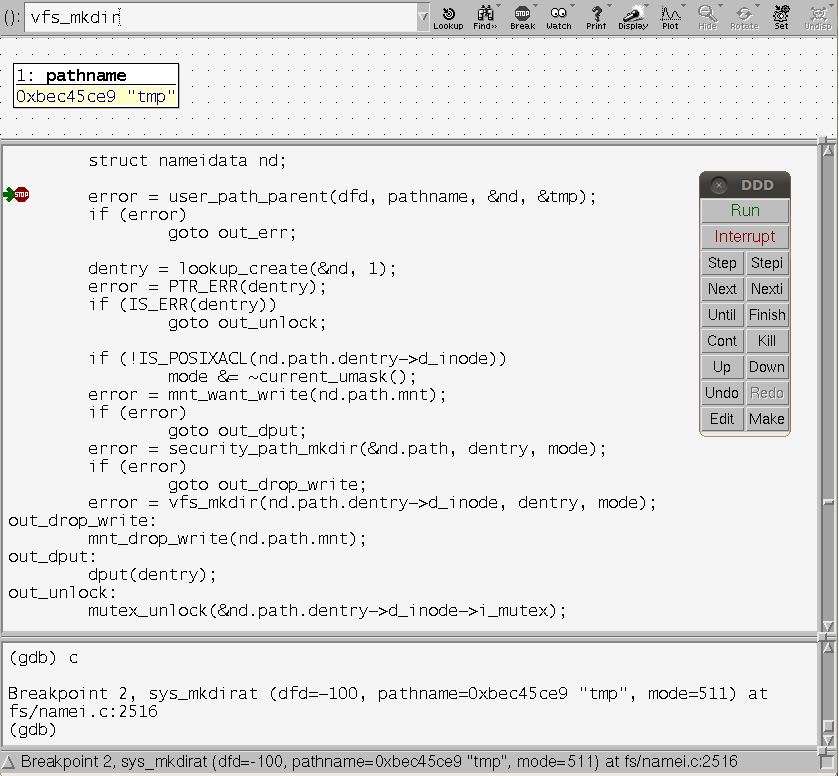 (): vfs_mkdir
Lookup Find» Break Watch Print Display Plot Hide Rotate Set Undisp
1: pathname
0xbec45ce9 "tmp"
struct nameidata nd;
STOP
error = user_path_parent(dfd, pathname, &nd, &tmp);
if (error)
goto out_err;
dentry = lookup_create(&nd, 1);
error = PTR_ERR(dentry);
if (IS_ERR(dentry))
goto out_unlock;
if (!IS_POSIXACL(nd.path.dentry->d_inode))
mode &= ~current_umask();
error = mnt_want_write(nd.path.mnt);
if (error)
goto out_dput;
error = security_path_mkdir(&nd.path, dentry, mode);
if (error)
goto out_drop_write;
error = vfs_mkdir(nd.path.dentry->d_inode, dentry, mode);
out_drop_write:
mnt_drop_write(nd.path.mnt);
out_dput:
dput(dentry);
out_unlock:
mutex_unlock(&nd.path.dentry->d_inode->i_mutex);
DDD
Run
Interrupt
Step Stepi
Next Nexti
Until Finish
Cont Kill
Up Down
Undo Redo
Edit Make
(gdb) c
Breakpoint 2, sys_mkdirat (dfd=-100, pathname=0xbec45ce9 "tmp", mode=511) at
fs/namei.c:2516
(gdb)
Breakpoint 2, sys_mkdirat (dfd=-100, pathname=0xbec45ce9 "tmp", mode=511) at fs/namei.c:2516